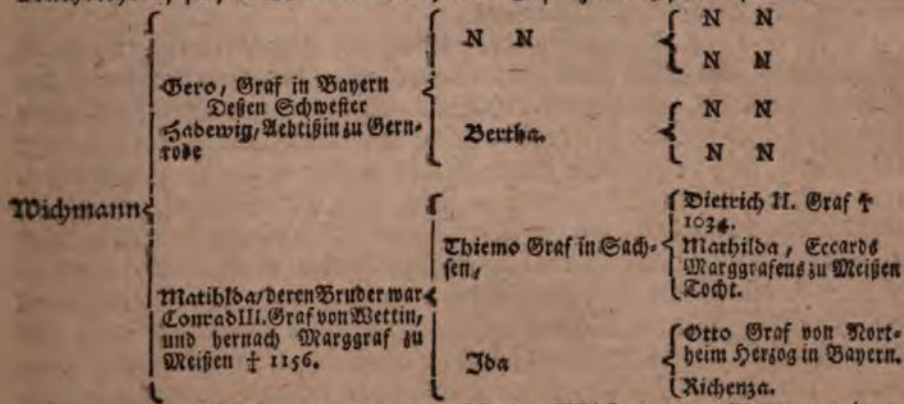 Wichmann
Gero, Graf in Bayern
Deßen Schwester
Hadewig, Aebtißin zu Gern-
rode
Matihlda, deren Bruder war
Conrad III. Graf von Wettin,
und hernach Marggraf zu
Meißen † 1156.
N N
Bertha.
Thiemo Graf in Sach-
sen,
Ida
N N
N N
N N
N N
Dietrich II. Graf †
1034.
Mathilda, Eccards
Marggrafens zu Meißen
Tocht.
Otto Graf von Nort-
heim Herzog in Bayern.
Richenza.